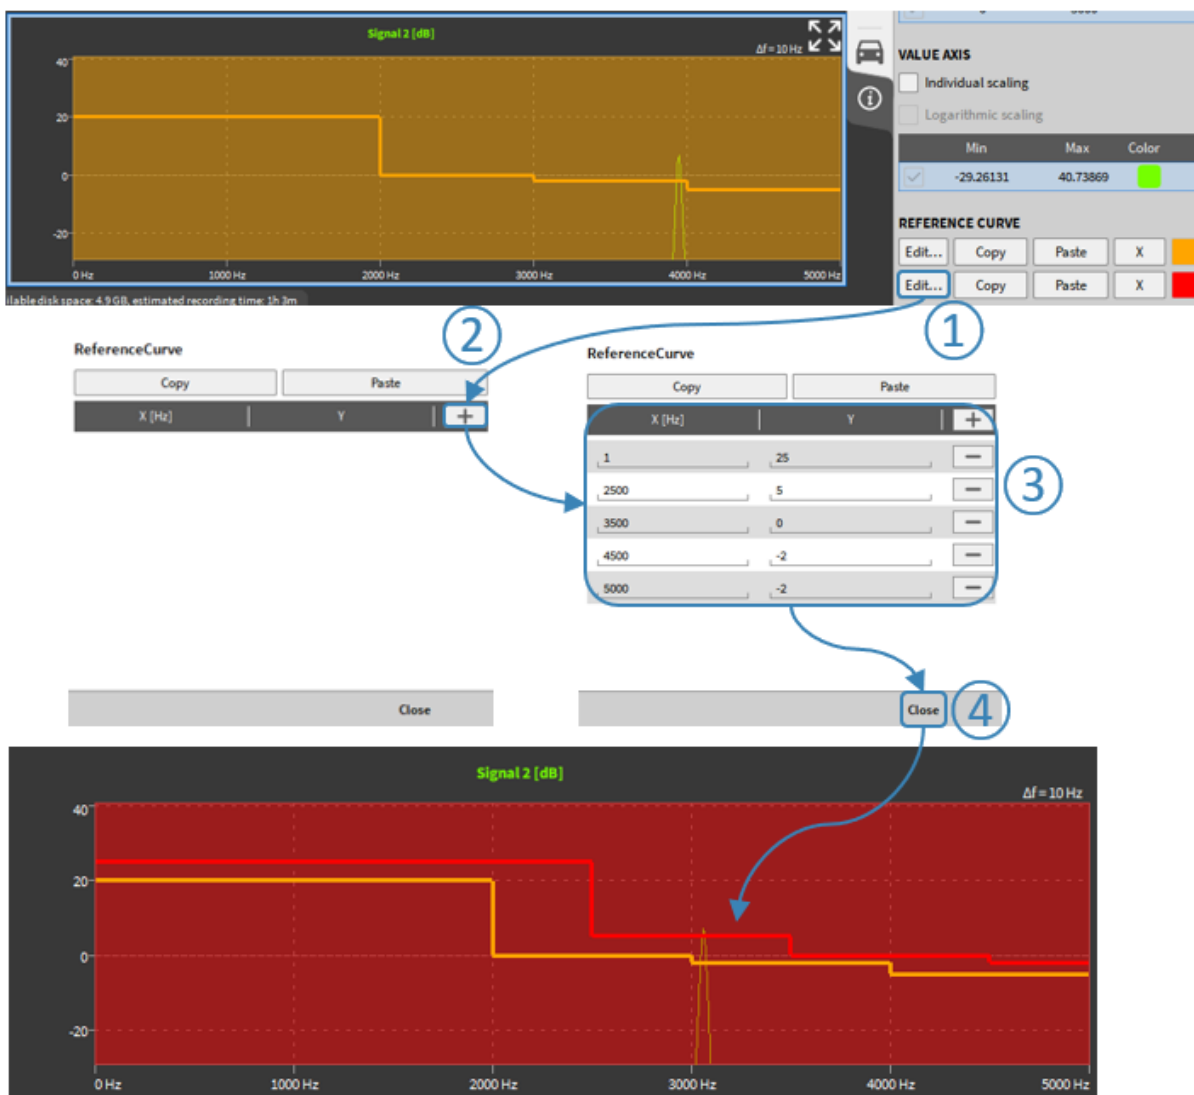 Signal 2 [dB]
Δf = 10 Hz
40
20
0
-20
0 Hz
1000 Hz
2000 Hz
3000 Hz
4000 Hz
5000 Hz
ilable disk space: 4.9 GB, estimated recording time: 1h 3m
VALUE AXIS
Individual scaling
Logarithmic scaling
Min Max Color
-29.26131 40.73869
REFERENCE CURVE
Edit... Copy Paste X
Edit... Copy Paste X
1
2
ReferenceCurve
Copy Paste
X [Hz] Y +
Close
ReferenceCurve
Copy Paste
X [Hz] Y +
1 25 −
2500 5 −
3500 0 −
4500 -2 −
5000 -2 −
3
Close
4
Signal 2 [dB]
Δf = 10 Hz
40
20
0
-20
0 Hz
1000 Hz
2000 Hz
3000 Hz
4000 Hz
5000 Hz